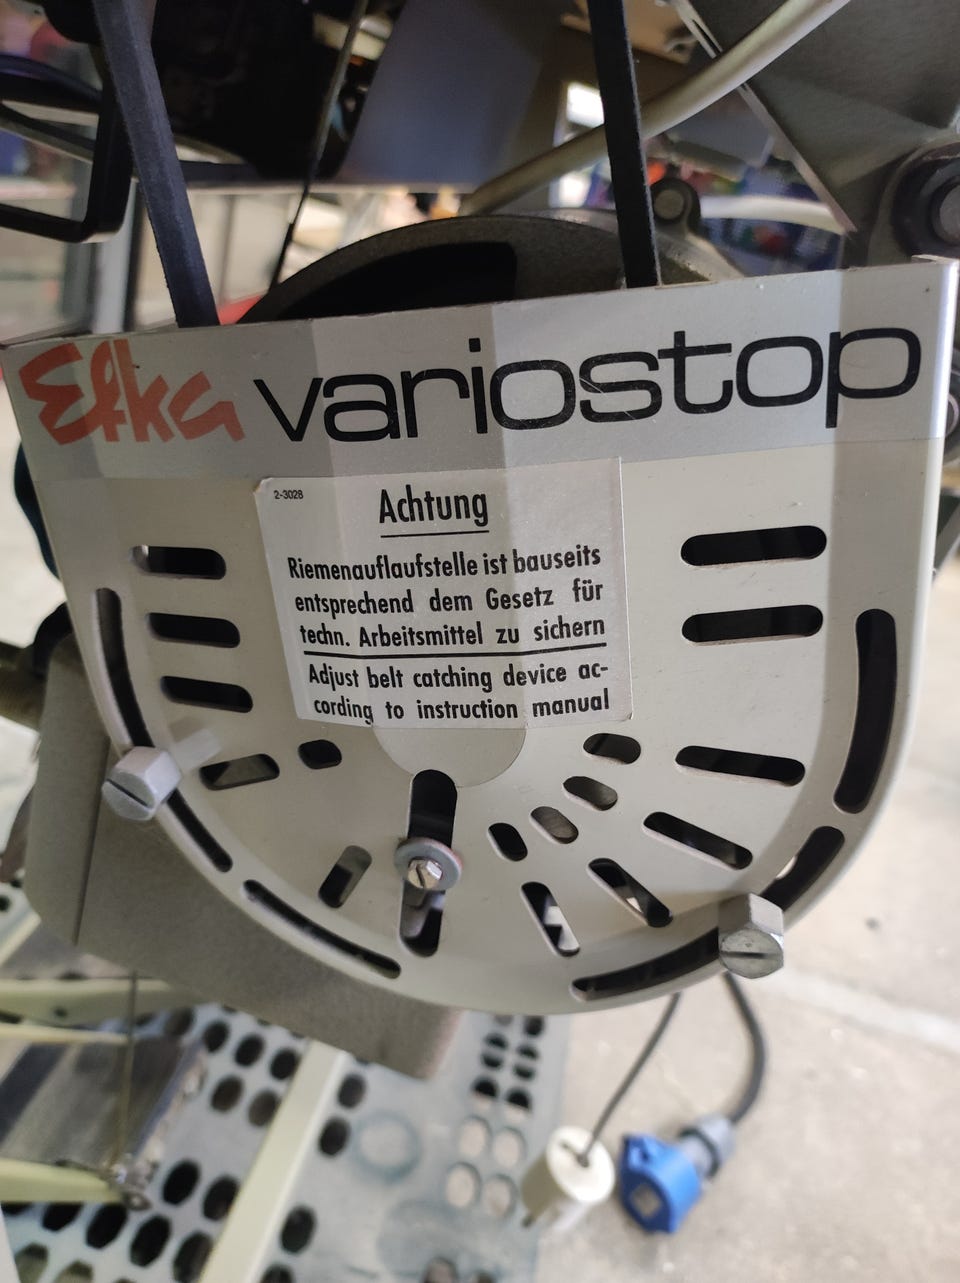 Efka variostop
2-3028
Achtung
Riemenauflaufstelle ist bauseits
entsprechend dem Gesetz für
techn. Arbeitsmittel zu sichern
Adjust belt catching device ac-
cording to instruction manual